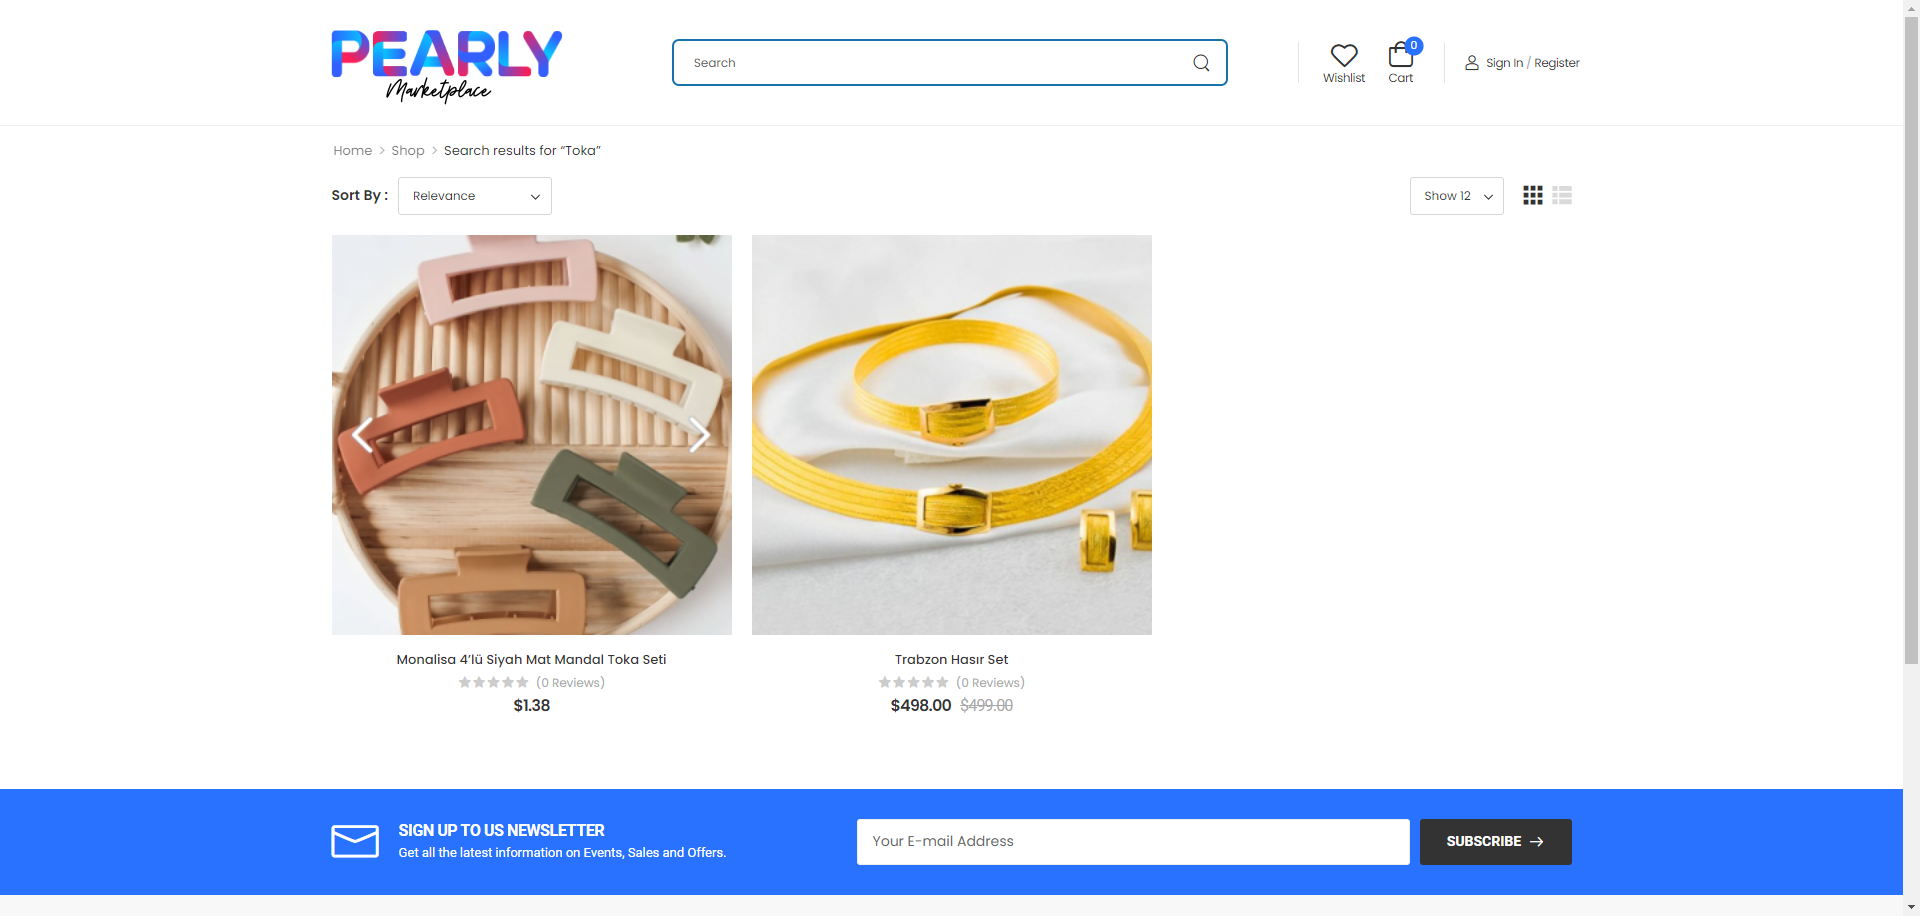 PEARLY
Marketplace
Search
Wishlist
0
Cart
Sign In / Register
Home > Shop > Search results for “Toka”
Sort By :
Relevance
Show 12
Monalisa 4’lü Siyah Mat Mandal Toka Seti
(0 Reviews)
$1.38
Trabzon Hasır Set
(0 Reviews)
$498.00 $499.00
SIGN UP TO US NEWSLETTER
Get all the latest information on Events, Sales and Offers.
Your E-mail Address
SUBSCRIBE →